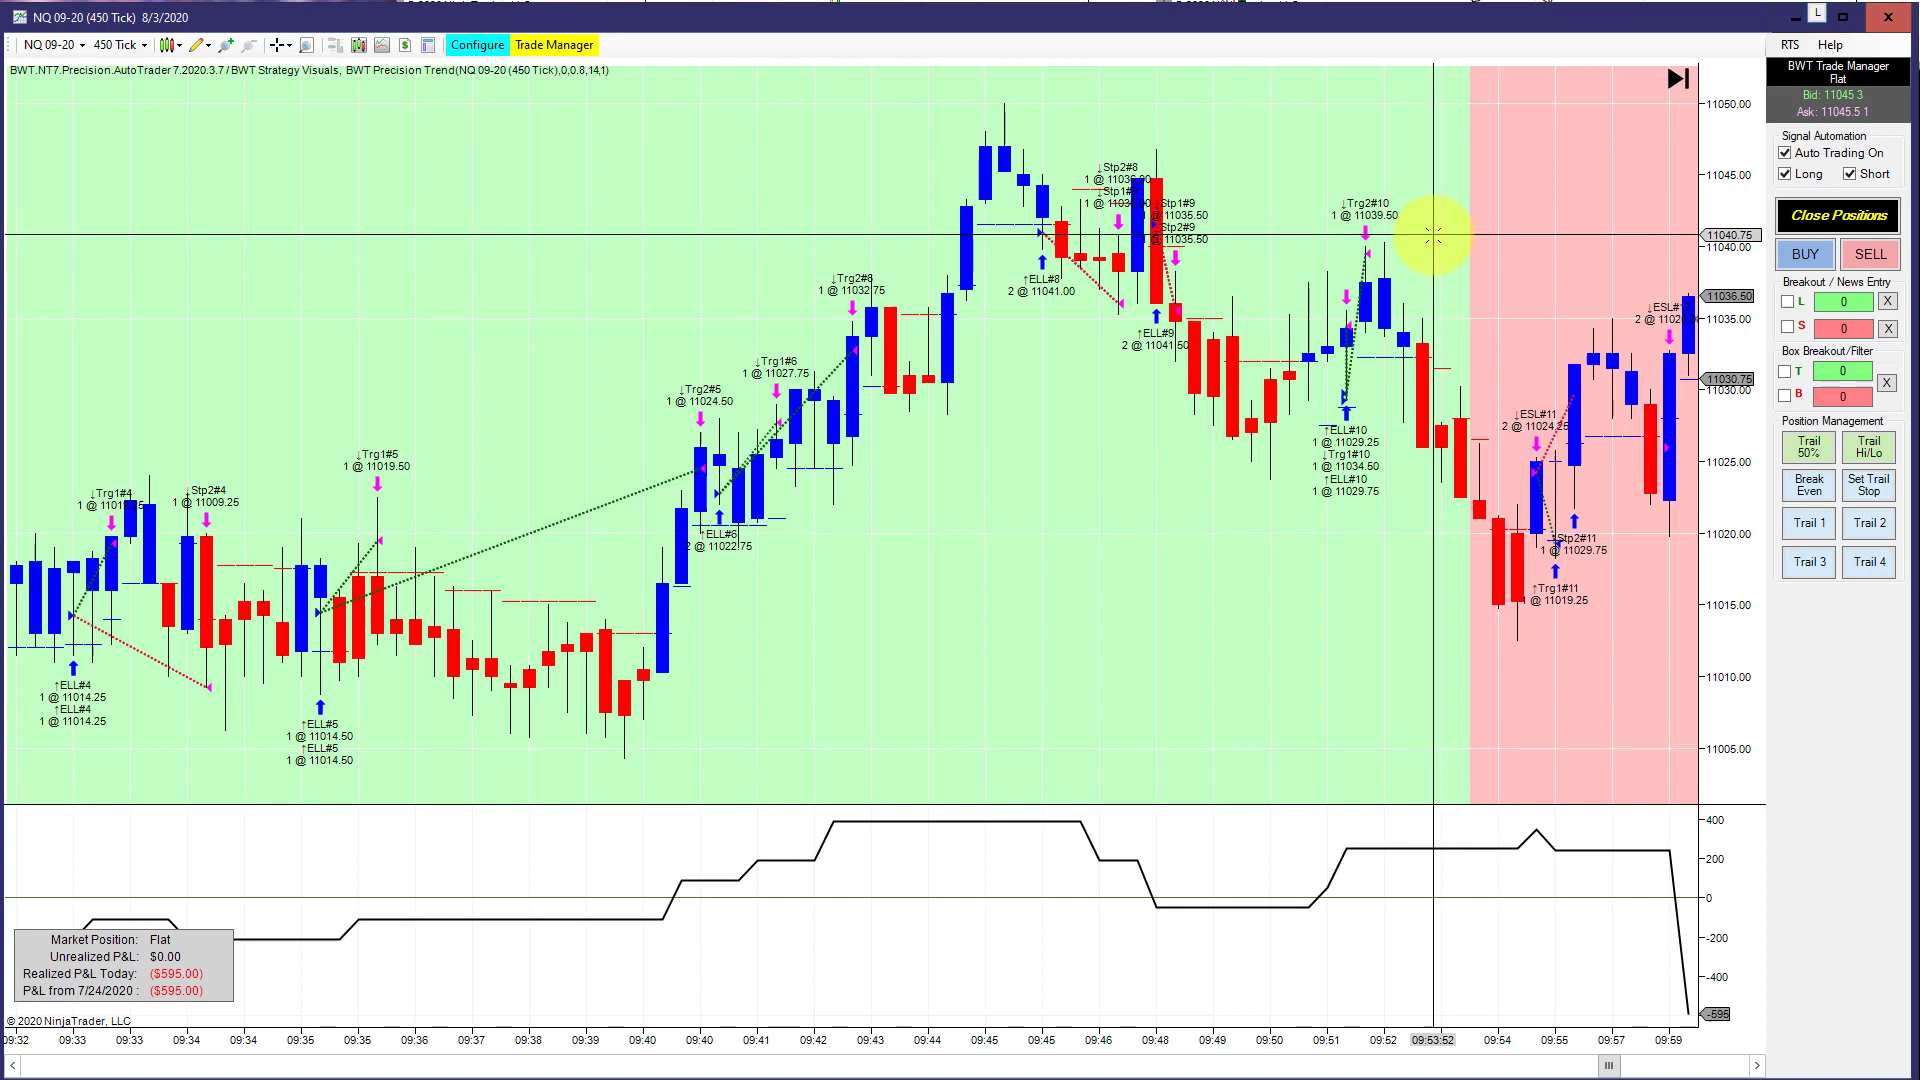 NQ 09-20 (450 Tick)  8/3/2020
L
X
NQ 09-20
450 Tick
Configure
Trade Manager
RTS
Help
BWT.NT7.Precision.AutoTrader 7.2020.3.7 / BWT Strategy Visuals,  BWT Precision Trend(NQ 09-20 (450 Tick),0,0.8,14,1)
BWT Trade Manager
Flat
Bid: 11045 3
Ask: 11045.5 1
Signal Automation
Auto Trading On
Long
Short
Close Positions
BUY
SELL
Breakout / News Entry
L
0
X
S
0
X
Box Breakout/Filter
T
0
X
B
0
Position Management
Trail 50%
Trail Hi/Lo
Break Even
Set Trail Stop
Trail 1
Trail 2
Trail 3
Trail 4
11050.00
11045.00
11040.75
11040.00
11036.50
11035.00
11030.75
11030.00
11025.00
11020.00
11015.00
11010.00
11005.00
↓Stp2#8
1 @ 11036.00
↓Stp1#9
1 @ 11035.50
↓Stp2#9
1 @ 11035.50
↓Trg2#10
1 @ 11039.50
↑ELL#8
2 @ 11041.00
↓Trg2#6
1 @ 11032.75
↑ELL#9
2 @ 11041.50
↓Trg1#6
1 @ 11027.75
↓Trg2#5
1 @ 11024.50
↓ESL#11
2 @ 11024.25
↑ELL#10
1 @ 11029.25
↓Trg1#10
1 @ 11034.50
↑ELL#10
1 @ 11029.75
↓Trg1#5
1 @ 11019.50
↓Trg1#4
↓Stp2#4
1 @ 11009.25
↑ELL#6
2 @ 11022.75
↑Stp2#11
1 @ 11029.75
↑Trg1#11
1 @ 11019.25
↑ELL#4
1 @ 11014.25
↑ELL#4
1 @ 11014.25
↑ELL#5
1 @ 11014.50
↑ELL#5
1 @ 11014.50
400
200
0
-200
-400
-595
Market Position: Flat
Unrealized P&L: $0.00
Realized P&L Today: ($595.00)
P&L from 7/24/2020 : ($595.00)
© 2020 NinjaTrader, LLC
09:32 09:33 09:33 09:34 09:34 09:35 09:35 09:36 09:37 09:37 09:38 09:40 09:40 09:41 09:42 09:43 09:44 09:45 09:45 09:46 09:48 09:49 09:50 09:51 09:52 09:53:52 09:54 09:55 09:57 09:59